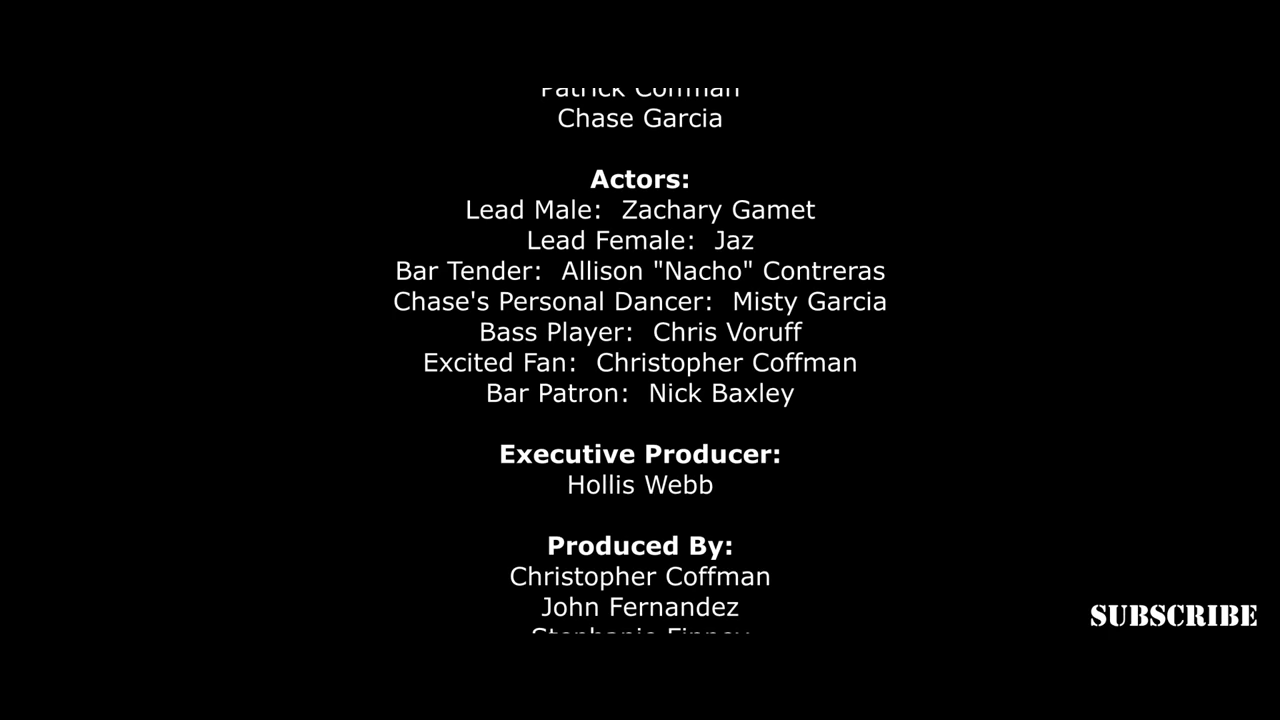 Patrick Coffman
Chase Garcia
Actors:
Lead Male: Zachary Gamet
Lead Female: Jaz
Bar Tender: Allison "Nacho" Contreras
Chase's Personal Dancer: Misty Garcia
Bass Player: Chris Voruff
Excited Fan: Christopher Coffman
Bar Patron: Nick Baxley
Executive Producer:
Hollis Webb
Produced By:
Christopher Coffman
John Fernandez
SUBSCRIBE